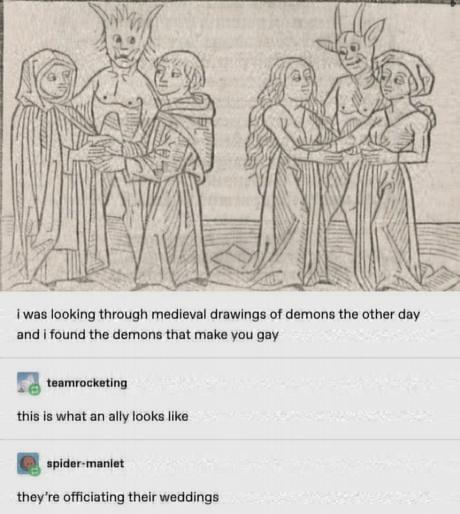 i was looking through medieval drawings of demons the other day
and i found the demons that make you gay
teamrocketing
this is what an ally looks like
spider-maniet
they're officiating their weddings